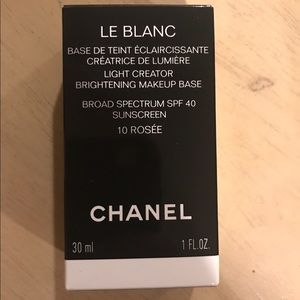 LE BLANC
BASE DE TEINT ÉCLAIRCISSANTE
CRÉATRICE DE LUMIÈRE
LIGHT CREATOR
BRIGHTENING MAKEUP BASE
BROAD SPECTRUM SPF 40
SUNSCREEN
10 ROSÉE
CHANEL
30 ml 1 FL.OZ.